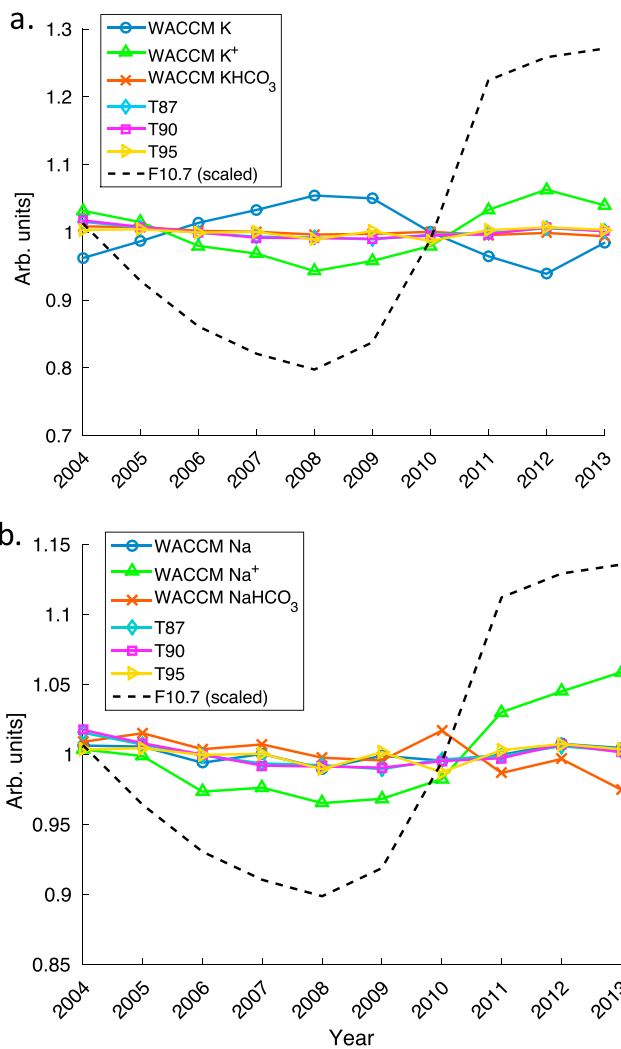 a.
WACCM K
WACCM K⁺
WACCM KHCO₃
T87
T90
T95
F10.7 (scaled)
1.3
1.2
1.1
1
0.9
0.8
0.7
Arb. units]
2004 2005 2006 2007 2008 2009 2010 2011 2012 2013
b.
WACCM Na
WACCM Na⁺
WACCM NaHCO₃
T87
T90
T95
F10.7 (scaled)
1.15
1.1
1.05
1
0.95
0.9
0.85
Arb. units]
2004 2005 2006 2007 2008 2009 2010 2011 2012 2013
Year